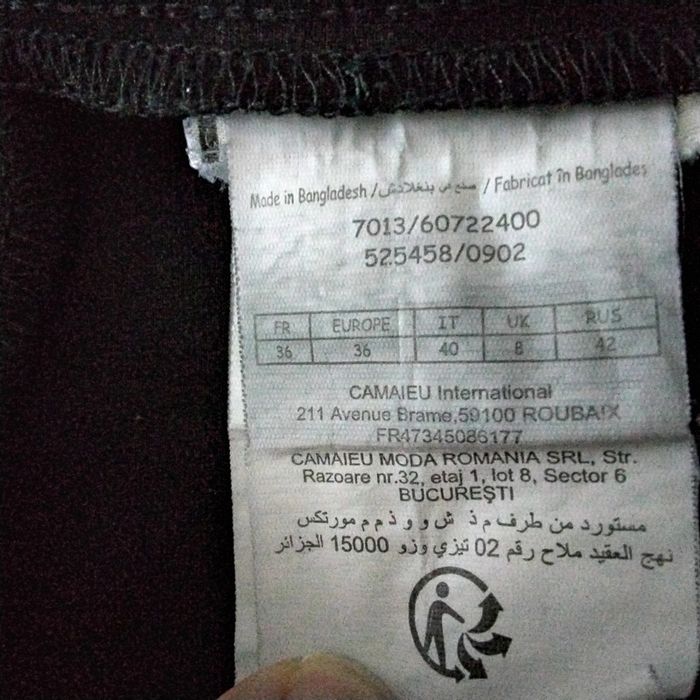 Made in Bangladesh / صنع في بنغلادش / Fabricat în Banglades
7013/60722400
525458/0902
FR EUROPE IT UK RUS
36 36 40 8 42
CAMAIEU International
211 Avenue Brame,59100 ROUBAIX
FR47345086177
CAMAIEU MODA ROMANIA SRL, Str.
Razoare nr.32, etaj 1, lot 8, Sector 6
BUCUREŞTI
مستورد من طرف م ذ ش و و ذ م م مورتكس
نهج العقيد ملاح رقم 02 تيزي وزو 15000 الجزائر